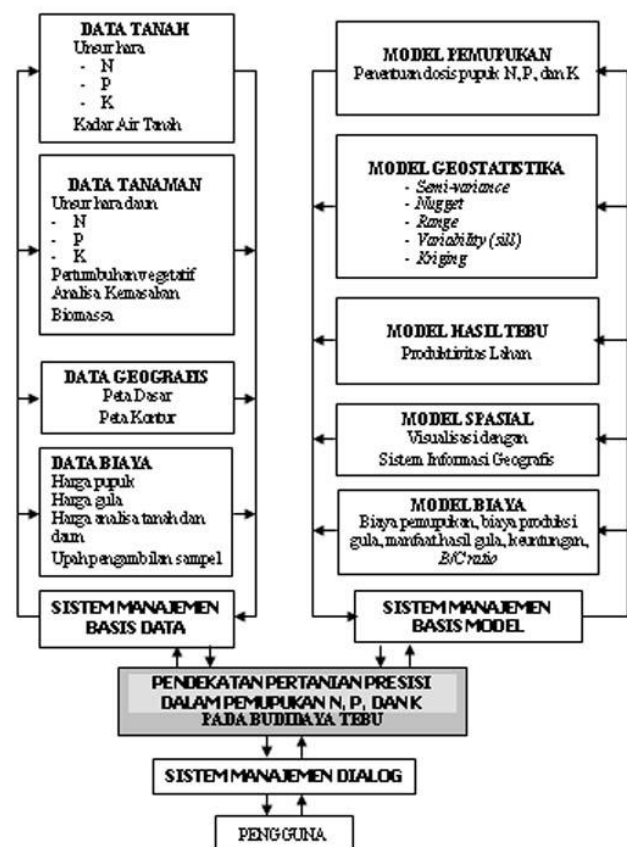 DATA TANAH
Unsur hara
- N
- P
- K
Kadar Air Tanah
DATA TANAMAN
Unsur hara daun
- N
- P
- K
Pertumbuhan vegetatif
Analisa Kemasakan
Biomassa
DATA GEOGRAFIS
Peta Dasar
Peta Kontur
DATA BIAYA
Harga pupuk
Harga gula
Harga analisa tanah dan
daun
Upah pengambilan sampel
SISTEM MANAJEMEN
BASIS DATA
MODEL PEMUPUKAN
Penentuan dosis pupuk N, P, dan K
MODEL GEOSTATISTIKA
- Semi-variance
- Nugget
- Range
- Variability (sill)
- Kriging
MODEL HASIL TEBU
Produktivitas Lahan
MODEL SPASIAL
Visualisasi dengan
Sistem Informasi Geografis
MODEL BIAYA
Biaya pemupukan, biaya produksi
gula, manfaat hasil gula, keuntungan,
B/C ratio
SISTEM MANAJEMEN
BASIS MODEL
PENDEKATAN PERTANIAN PRESISI
DALAM PEMUPUKAN N, P, DAN K
PADA BUDIDAYA TEBU
SISTEM MANAJEMEN DIALOG
PENGGUNA